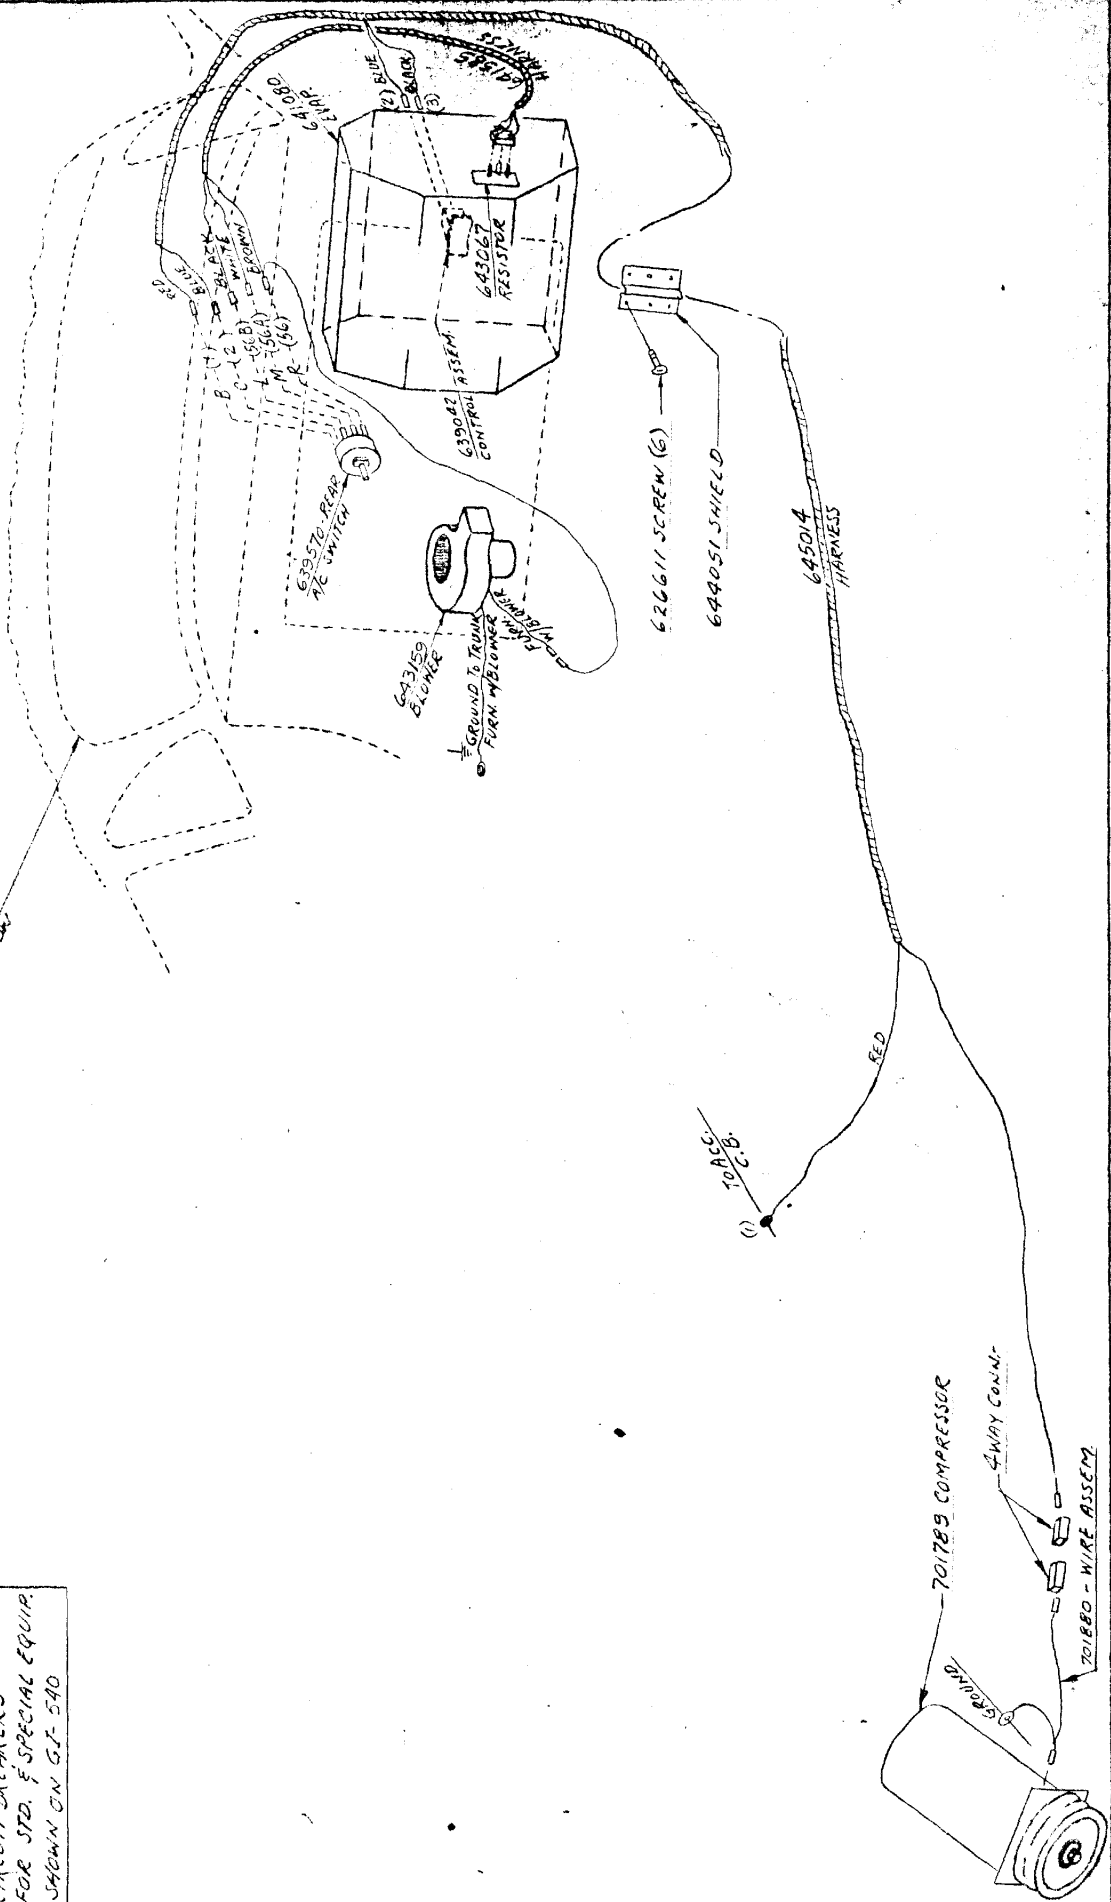 CIRCUIT BREAKERS
FOR STD. & SPECIAL EQUIP.
SHOWN ON GI-540
641080
EVAP.
(2) BLUE
BLACK
(3)
HARNESS
RED
BLUE
BLACK
WHITE
BROWN
B-(1)
C-(2)
L-(56B)
M-(56A)
R-(56)
639570-REAR
A/C SWITCH
639042
CONTROL ASSEM.
643067
RESISTOR
643159
BLOWER
GROUND TO TRUNK
FURN. W/BLOWER
FURN.
W/BLOWER
626611 SCREW (6)
644051 SHIELD
645014
HARNESS
RED
TO ACC.
C.B.
(1)
701789 COMPRESSOR
4 WAY CONN.
GROUND
701880 - WIRE ASSEM.